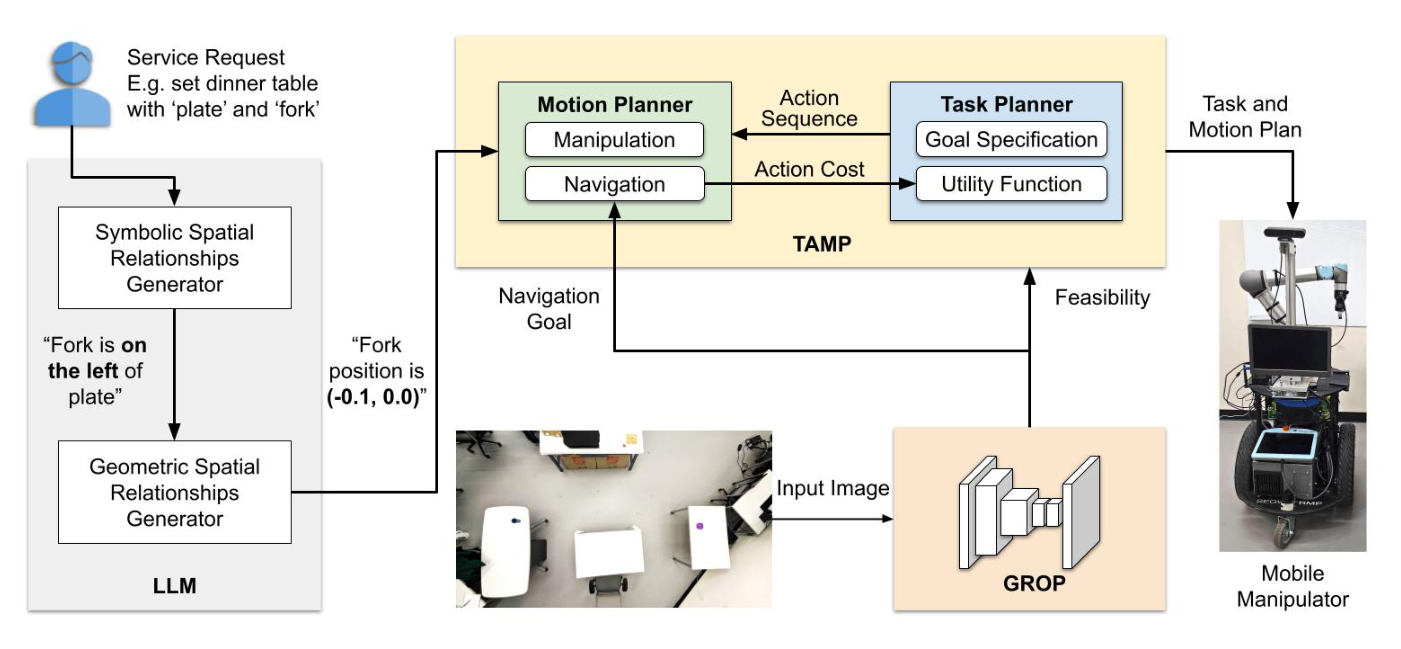 Service Request
E.g. set dinner table
with ‘plate’ and ‘fork’
Symbolic Spatial
Relationships
Generator
“Fork is on
the left of
plate”
Geometric Spatial
Relationships
Generator
LLM
“Fork
position is
(-0.1, 0.0)”
Motion Planner
Manipulation
Navigation
Action
Sequence
Action Cost
Task Planner
Goal Specification
Utility Function
TAMP
Navigation
Goal
Feasibility
Input Image
GROP
Task and
Motion Plan
Mobile
Manipulator